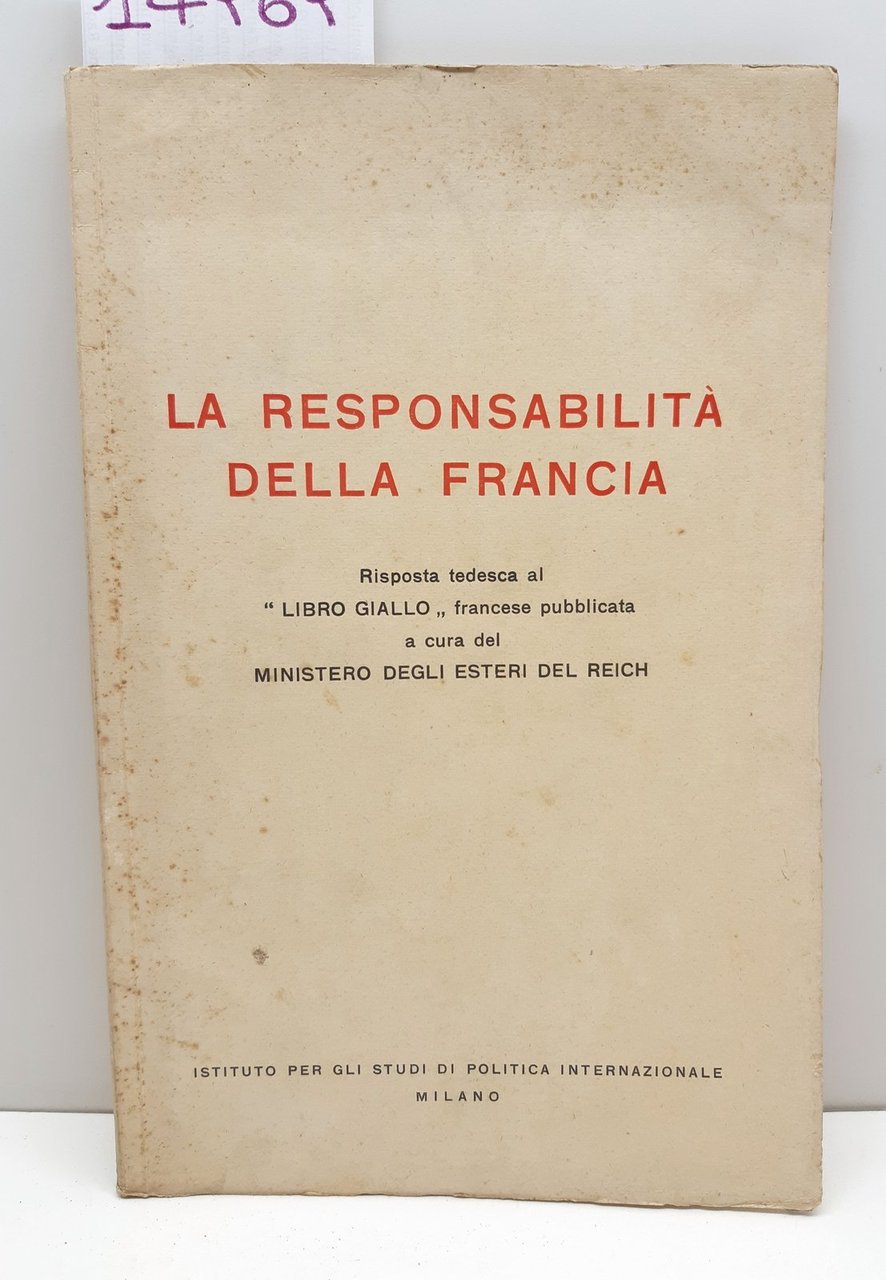 LA RESPONSABILITÀ
DELLA FRANCIA
Risposta tedesca al
“ LIBRO GIALLO „ francese pubblicata
a cura del
MINISTERO DEGLI ESTERI DEL REICH
ISTITUTO PER GLI STUDI DI POLITICA INTERNAZIONALE
MILANO